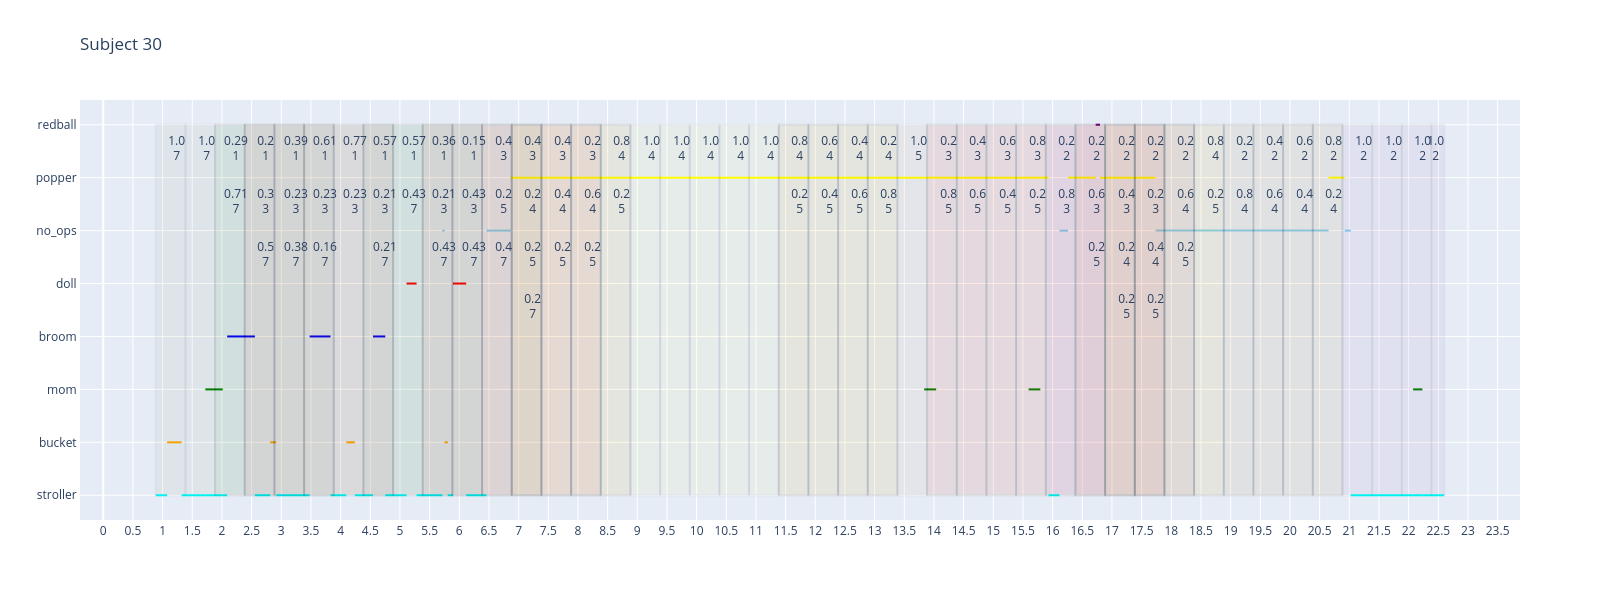 Subject 30
redball
1.0 1.0 0.29 0.2 0.39 0.61 0.77 0.57 0.57 0.36 0.15 0.4 0.4 0.4 0.2 0.8 1.0 1.0 1.0 1.0 1.0 0.8 0.6 0.4 0.2 1.0 0.2 0.4 0.6 0.8 0.2 0.2 0.2 0.2 0.2 0.8 0.2 0.4 0.6 0.8 1.0 1.0 1.0 1.0
7 7 1 1 1 1 1 1 1 1 1 3 3 3 3 4 4 4 4 4 4 4 4 4 4 5 3 3 3 3 2 2 2 2 2 4 2 2 2 2 2 2 2 2
popper
0.71 0.3 0.23 0.23 0.23 0.21 0.43 0.21 0.43 0.2 0.2 0.4 0.6 0.2 0.2 0.4 0.6 0.8 0.8 0.6 0.4 0.2 0.8 0.6 0.4 0.2 0.6 0.2 0.8 0.6 0.4 0.2
7 3 3 3 3 3 7 3 3 5 4 4 4 5 5 5 5 5 5 5 5 5 3 3 3 3 4 5 4 4 4 4
no_ops
0.5 0.38 0.16 0.21 0.43 0.43 0.4 0.2 0.2 0.2 0.2 0.2 0.4 0.2
7 7 7 7 7 7 7 5 5 5 5 4 4 5
doll
0.2 0.2 0.2
7 5 5
broom
mom
bucket
stroller
0 0.5 1 1.5 2 2.5 3 3.5 4 4.5 5 5.5 6 6.5 7 7.5 8 8.5 9 9.5 10 10.5 11 11.5 12 12.5 13 13.5 14 14.5 15 15.5 16 16.5 17 17.5 18 18.5 19 19.5 20 20.5 21 21.5 22 22.5 23 23.5